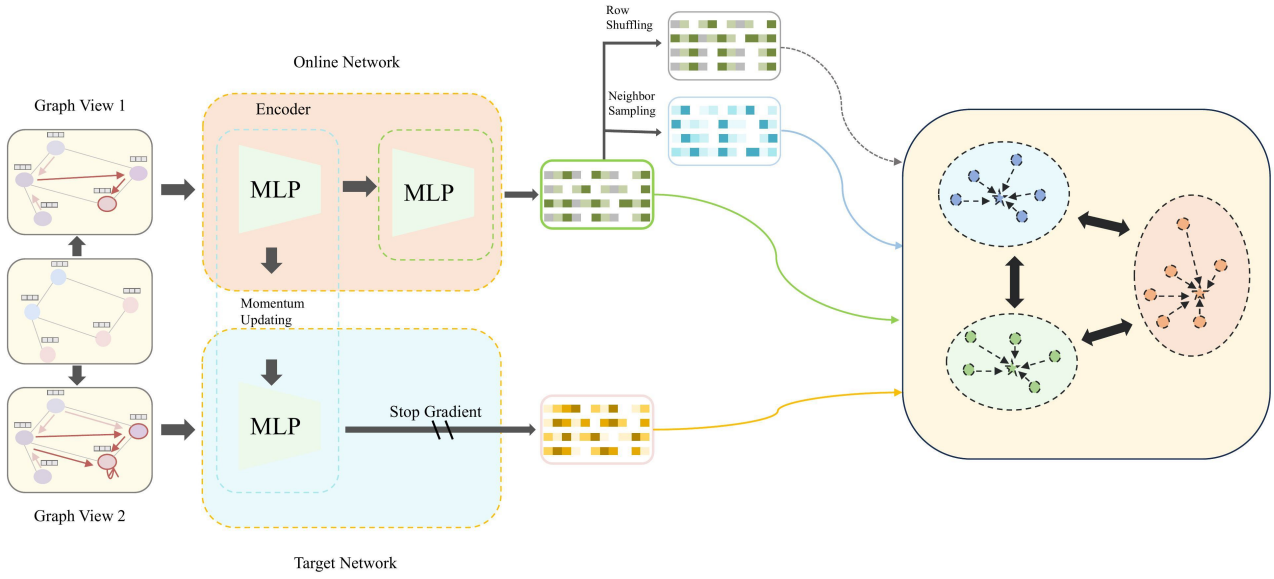 Row
Shuffling
Online Network
Graph View 1
Encoder
Neighbor
Sampling
MLP
MLP
Momentum
Updating
Stop Gradient
MLP
Graph View 2
Target Network